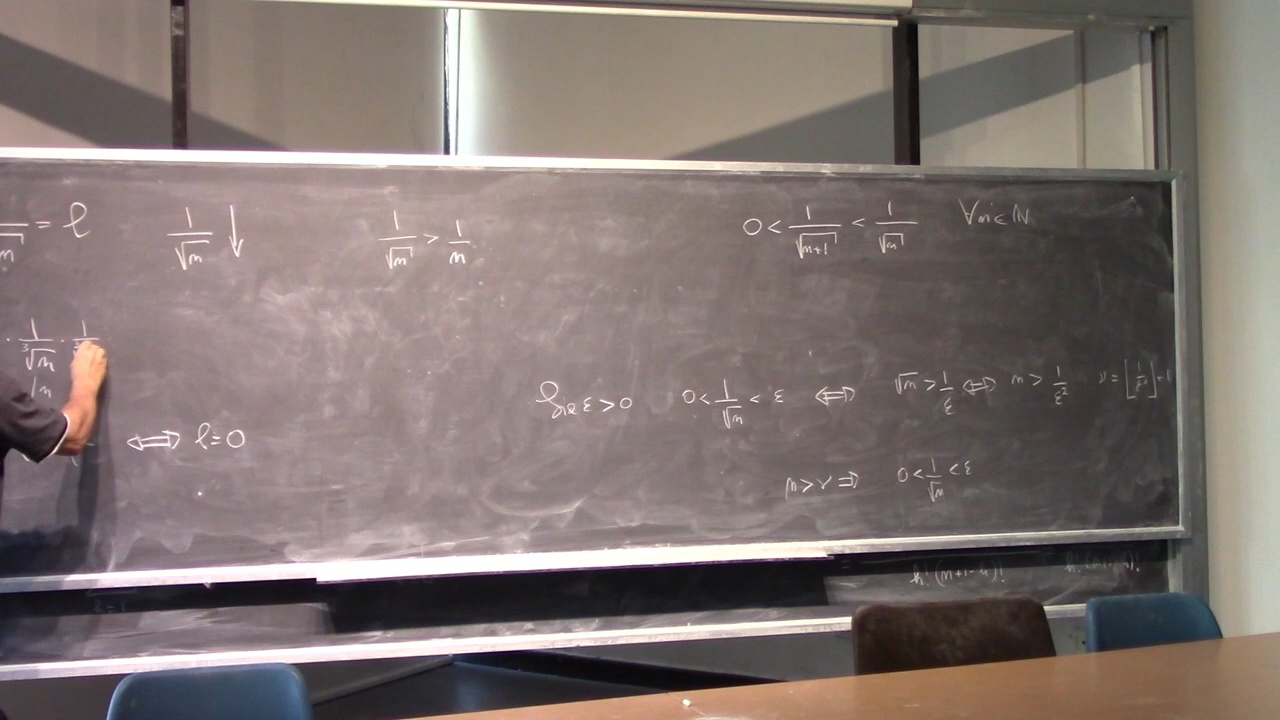 = ℓ   1/√n ↓   1/√n > 1/n   0 < 1/√(n+1) < 1/√n   ∀n∈ℕ
· 1/∛n · 1/
ε > 0   0 < 1/√n < ε   ⟺   √n > 1/ε   ⟺   n > 1/ε²   ν = [1/ε²] + 1
⟺ ℓ = 0
n > ν ⟹   0 < 1/√n < ε
k! (n+1-k)!